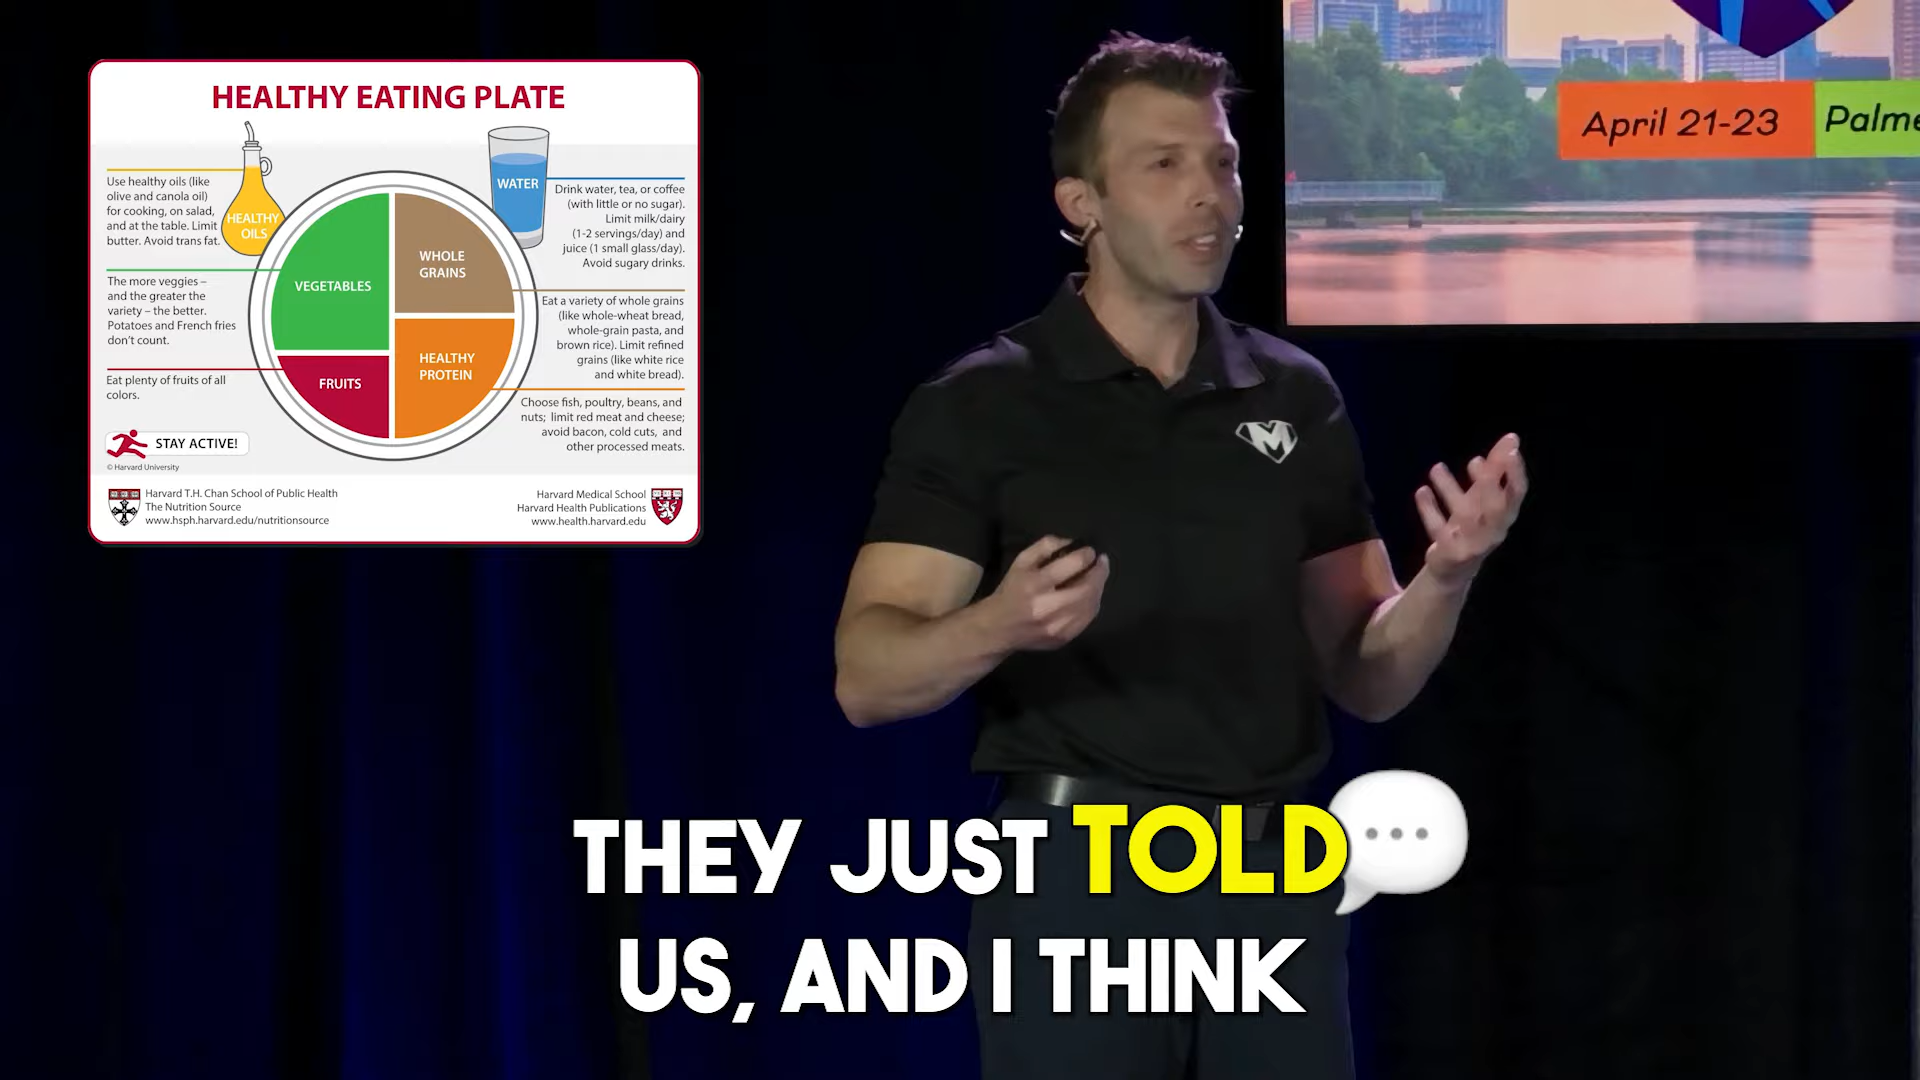 HEALTHY EATING PLATE
Use healthy oils (like
olive and canola oil)
for cooking, on salad,
and at the table. Limit
butter. Avoid trans fat.
HEALTHY
OILS
WATER
Drink water, tea, or coffee
(with little or no sugar).
Limit milk/dairy
(1-2 servings/day) and
juice (1 small glass/day).
Avoid sugary drinks.
The more veggies –
and the greater the
variety – the better.
Potatoes and French fries
don’t count.
VEGETABLES
WHOLE
GRAINS
Eat a variety of whole grains
(like whole-wheat bread,
whole-grain pasta, and
brown rice). Limit refined
grains (like white rice
and white bread).
Eat plenty of fruits of all
colors.
FRUITS
HEALTHY
PROTEIN
Choose fish, poultry, beans, and
nuts; limit red meat and cheese;
avoid bacon, cold cuts, and
other processed meats.
STAY ACTIVE!
© Harvard University
Harvard T.H. Chan School of Public Health
The Nutrition Source
www.hsph.harvard.edu/nutritionsource
Harvard Medical School
Harvard Health Publications
www.health.harvard.edu
April 21-23
Palme
M
THEY JUST TOLD
US, AND I THINK